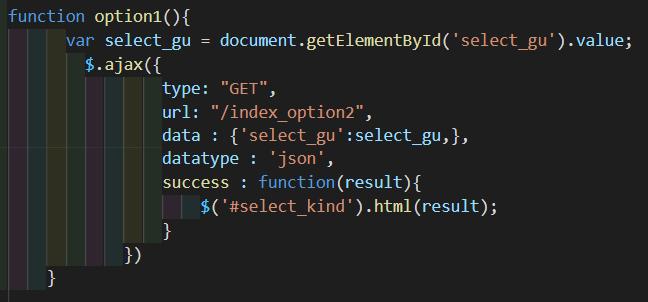 function option1(){
var select_gu = document.getElementById('select_gu').value;
$.ajax({
type: "GET",
url: "/index_option2",
data : {'select_gu':select_gu,},
datatype : 'json',
success : function(result){
$('#select_kind').html(result);
}
})
}